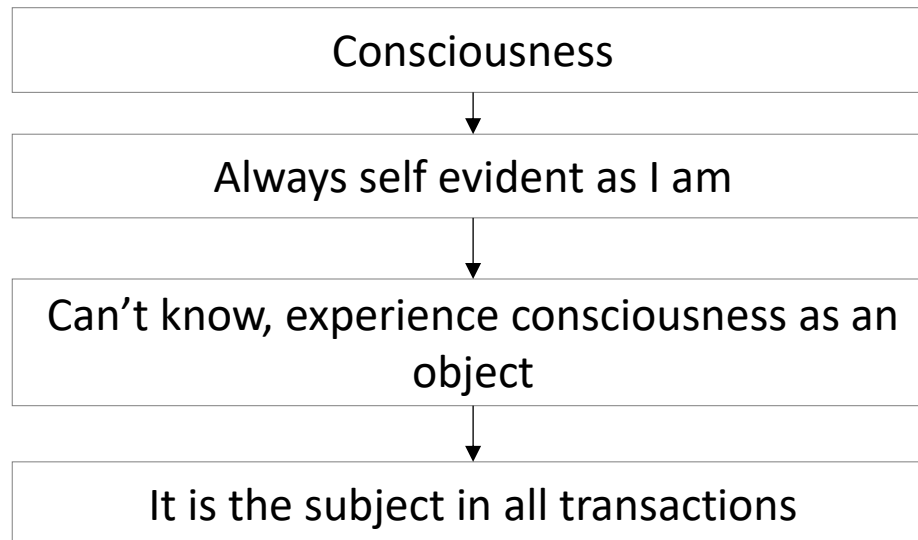 Consciousness
Always self evident as I am
Can’t know, experience consciousness as an
object
It is the subject in all transactions